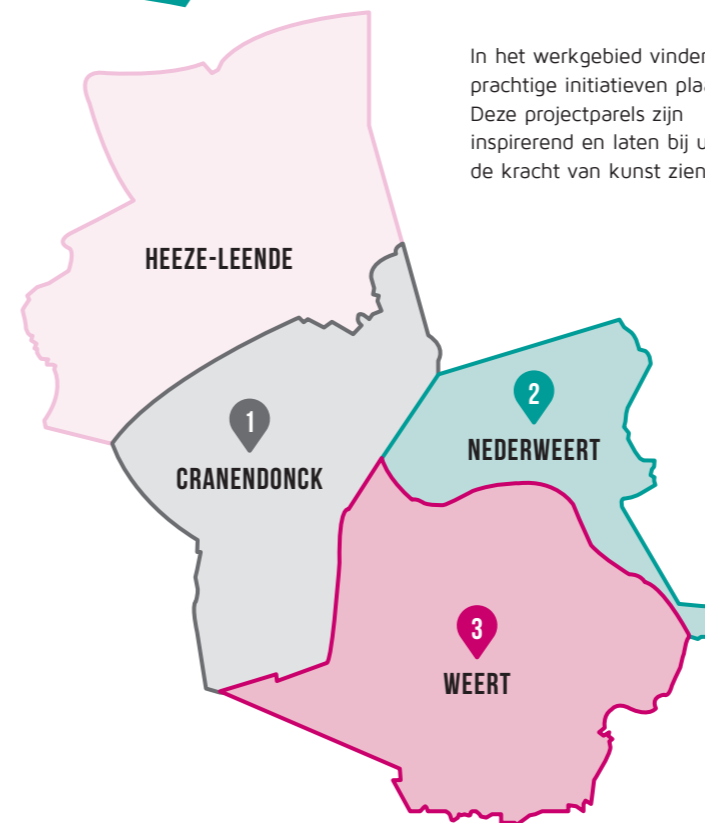 In het werkgebied vinden
prachtige initiatieven
Deze projectparels zijn
inspirerend en laten bij
de kracht van kunst zien
HEEZE-LEENDE
1
CRANENDONCK
2
NEDERWEERT
3
WEERT